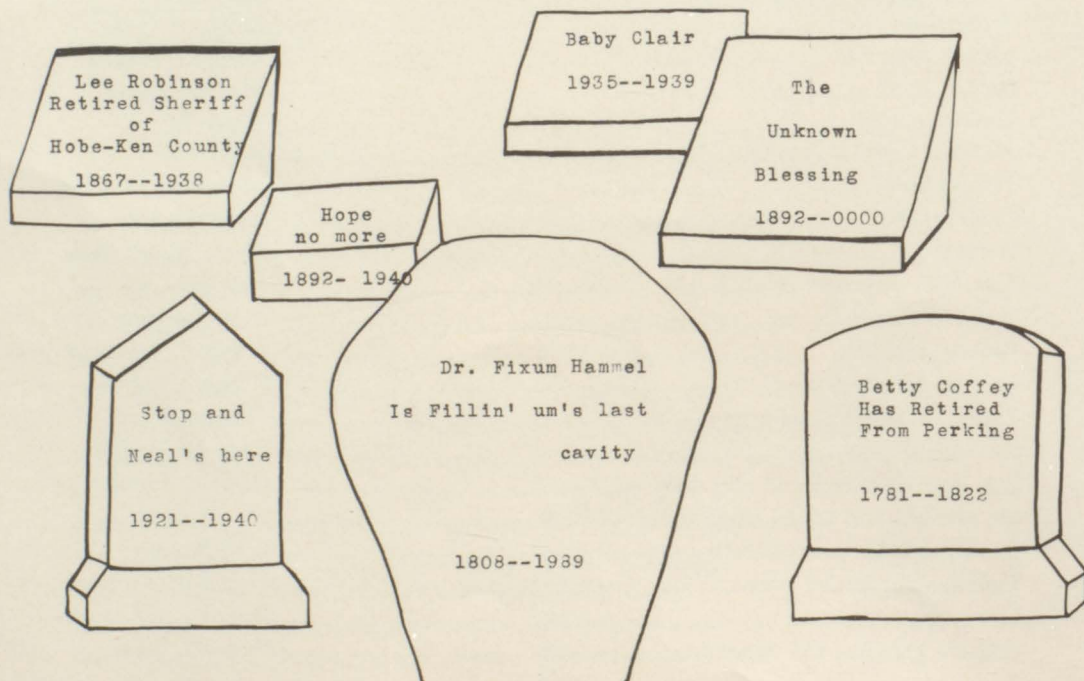 Lee Robinson
Retired Sheriff
of
Hobe-Ken County
1867--1938
Baby Clair
1935--1939
The
Unknown
Blessing
1892--0000
Hope
no more
1892- 1940
Stop and
Neal's here
1921--1940
Dr. Fixum Hammel
Is Fillin' um's last
cavity
1808--1989
Betty Coffey
Has Retired
From Perking
1781--1822